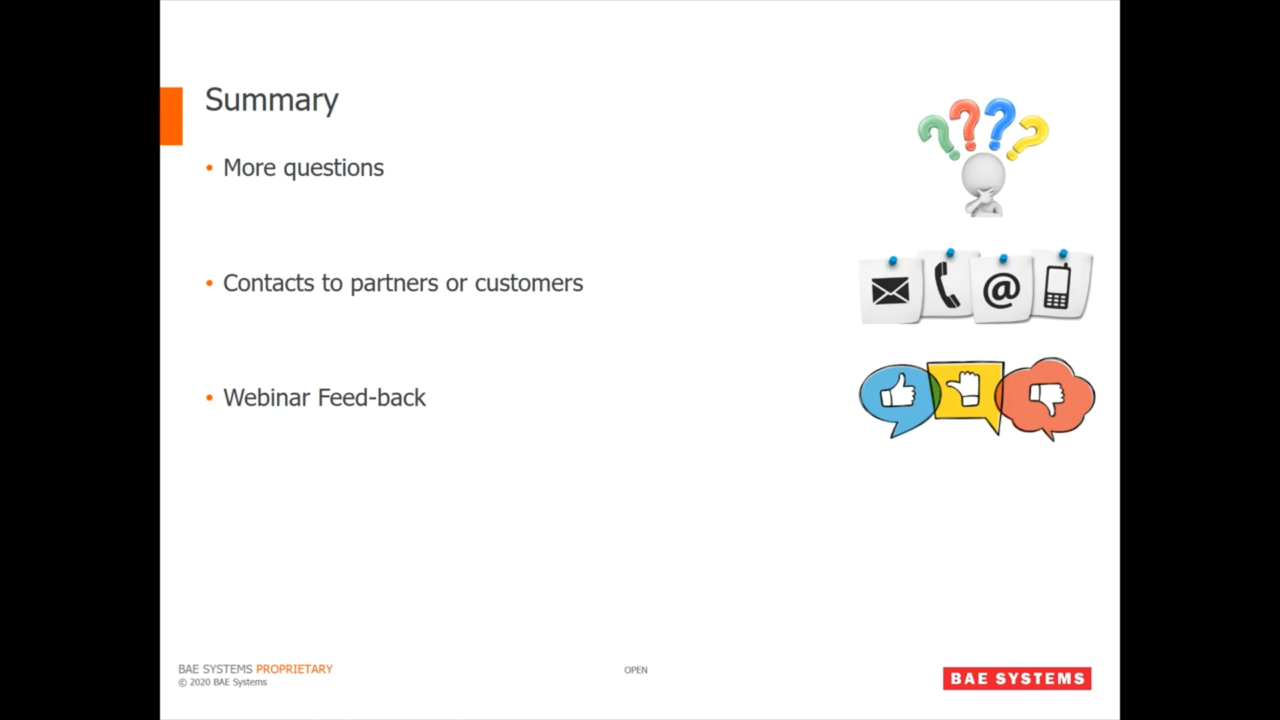 Summary
• More questions
• Contacts to partners or customers
• Webinar Feed-back
BAE SYSTEMS PROPRIETARY
© 2020 BAE Systems
OPEN
BAE SYSTEMS